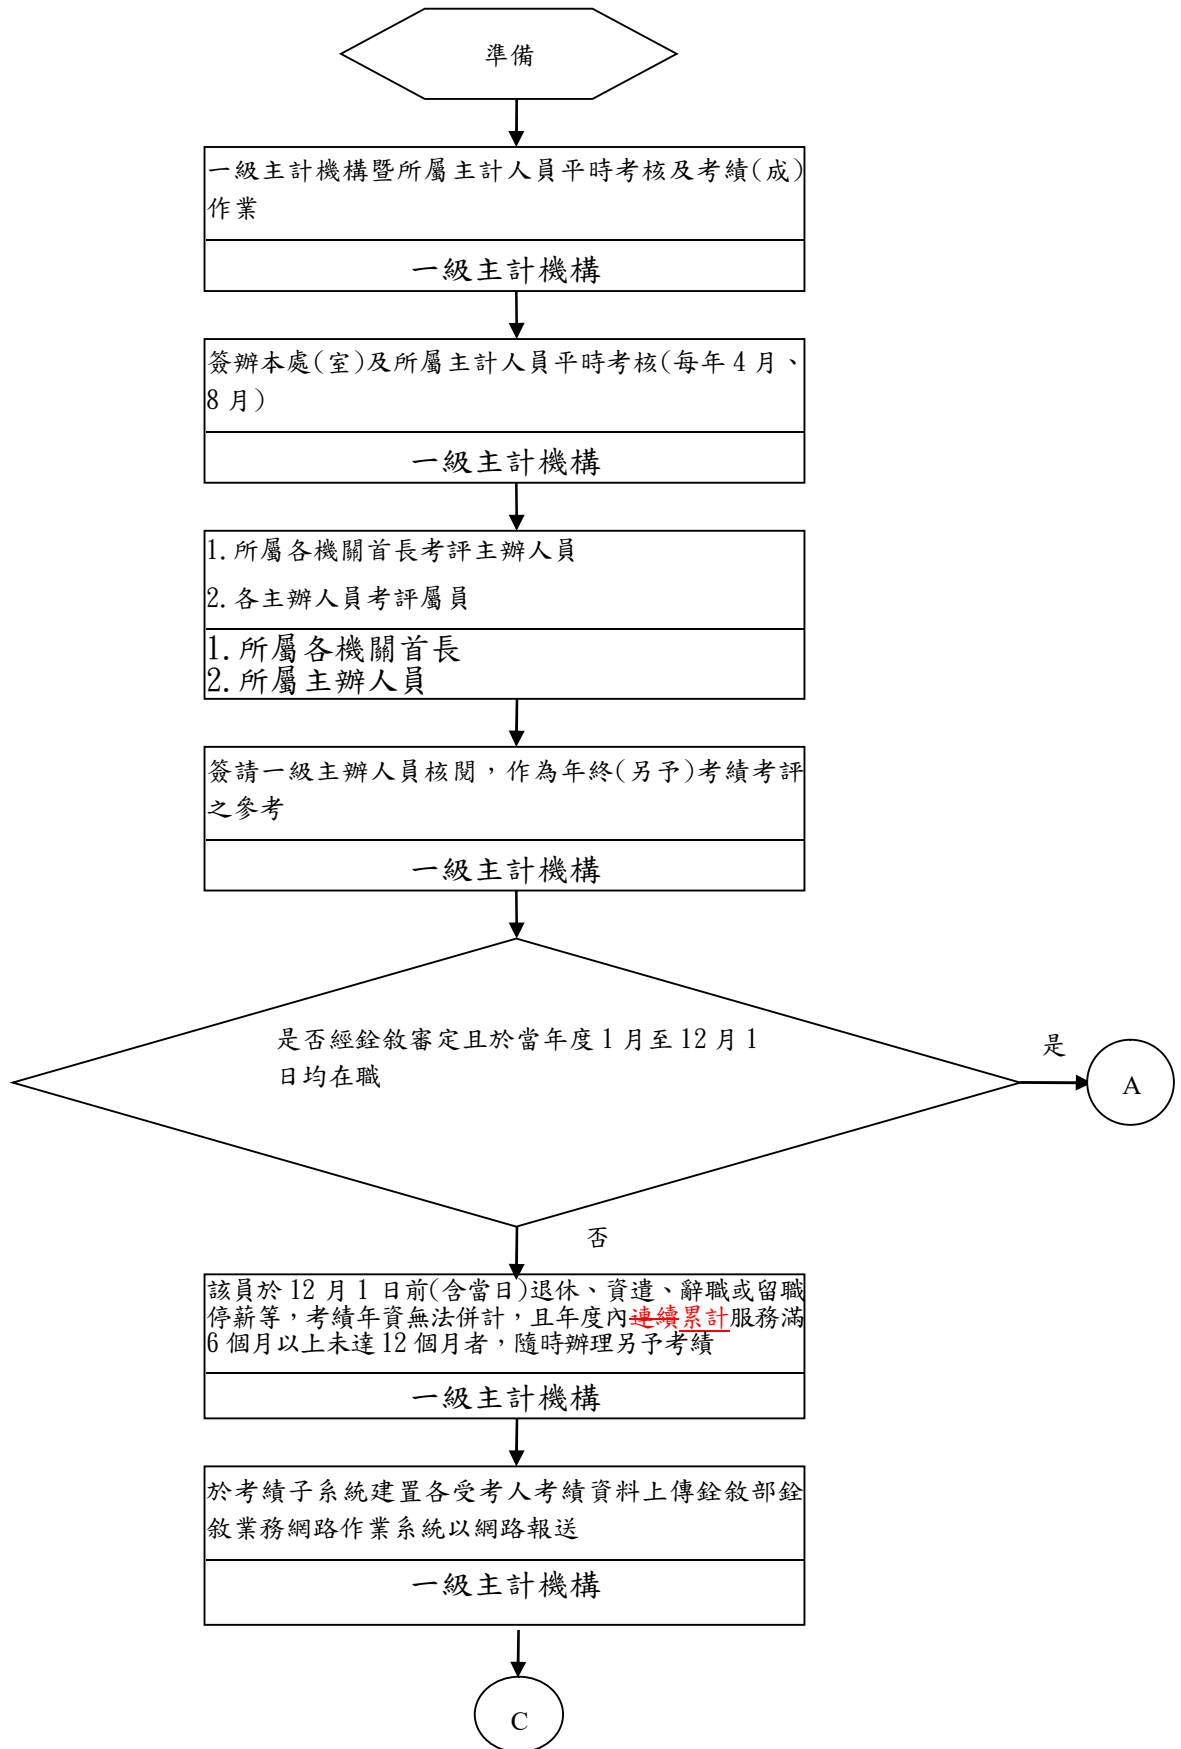 準備
一級主計機構暨所屬主計人員平時考核及考績(成)
作業
一級主計機構
簽辦本處(室)及所屬主計人員平時考核(每年 4 月、
8 月)
一級主計機構
1.所屬各機關首長考評主辦人員
2.各主辦人員考評屬員
1.所屬各機關首長
2.所屬主辦人員
簽請一級主辦人員核閱，作為年終(另予)考績考評
之參考
一級主計機構
是否經銓敘審定且於當年度 1 月至 12 月 1
日均在職
是
A
否
該員於 12 月 1 日前(含當日)退休、資遣、辭職或留職
停薪等，考績年資無法併計，且年度內連續累計服務滿
6 個月以上未達 12 個月者，隨時辦理另予考績
一級主計機構
於考績子系統建置各受考人考績資料上傳銓敘部銓
敘業務網路作業系統以網路報送
一級主計機構
C